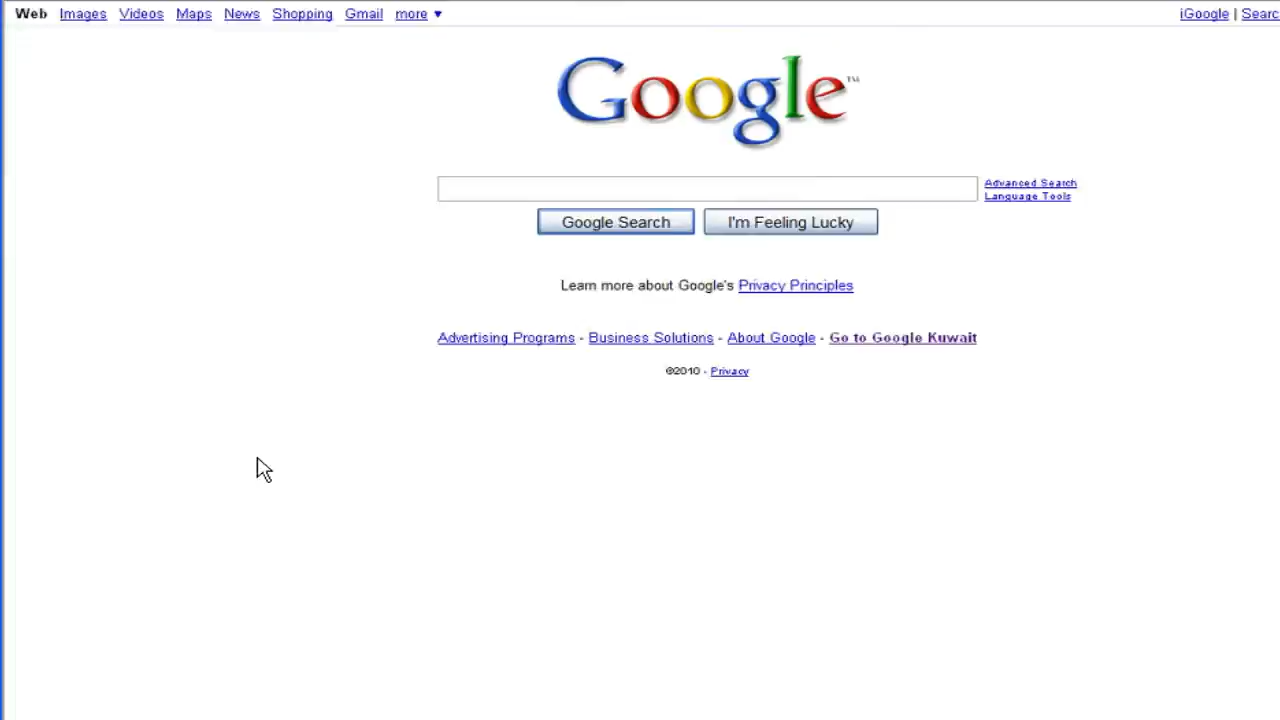 Web Images Videos Maps News Shopping Gmail more ▼ iGoogle | Searc
Google™
Advanced Search
Language Tools
Google Search I'm Feeling Lucky
Learn more about Google's Privacy Principles
Advertising Programs - Business Solutions - About Google - Go to Google Kuwait
©2010 - Privacy